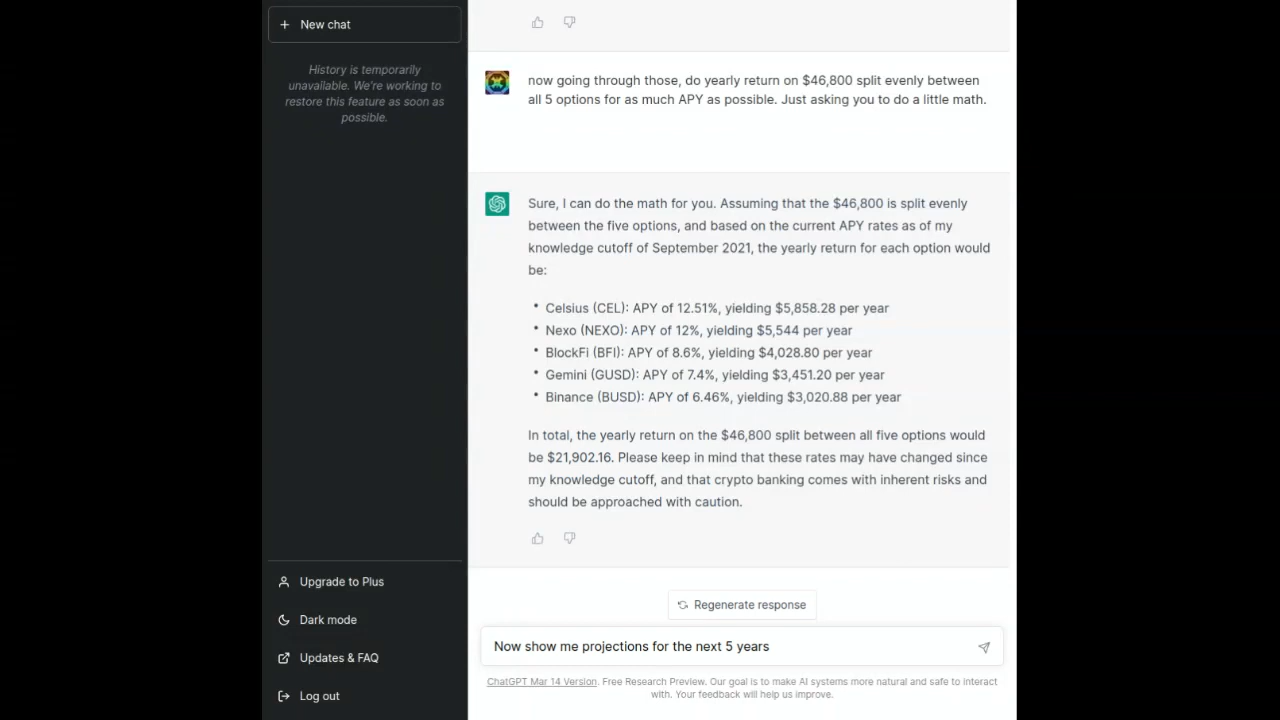 New chat
History is temporarily
unavailable. We're working to
restore this feature as soon as
possible.
now going through those, do yearly return on $46,800 split evenly between
all 5 options for as much APY as possible. Just asking you to do a little math.
Sure, I can do the math for you. Assuming that the $46,800 is split evenly
between the five options, and based on the current APY rates as of my
knowledge cutoff of September 2021, the yearly return for each option would
be:
• Celsius (CEL): APY of 12.51%, yielding $5,858.28 per year
• Nexo (NEXO): APY of 12%, yielding $5,544 per year
• BlockFi (BFI): APY of 8.6%, yielding $4,028.80 per year
• Gemini (GUSD): APY of 7.4%, yielding $3,451.20 per year
• Binance (BUSD): APY of 6.46%, yielding $3,020.88 per year
In total, the yearly return on the $46,800 split between all five options would
be $21,902.16. Please keep in mind that these rates may have changed since
my knowledge cutoff, and that crypto banking comes with inherent risks and
should be approached with caution.
Regenerate response
Now show me projections for the next 5 years
ChatGPT Mar 14 Version. Free Research Preview. Our goal is to make AI systems more natural and safe to interact
with. Your feedback will help us improve.
Upgrade to Plus
Dark mode
Updates & FAQ
Log out